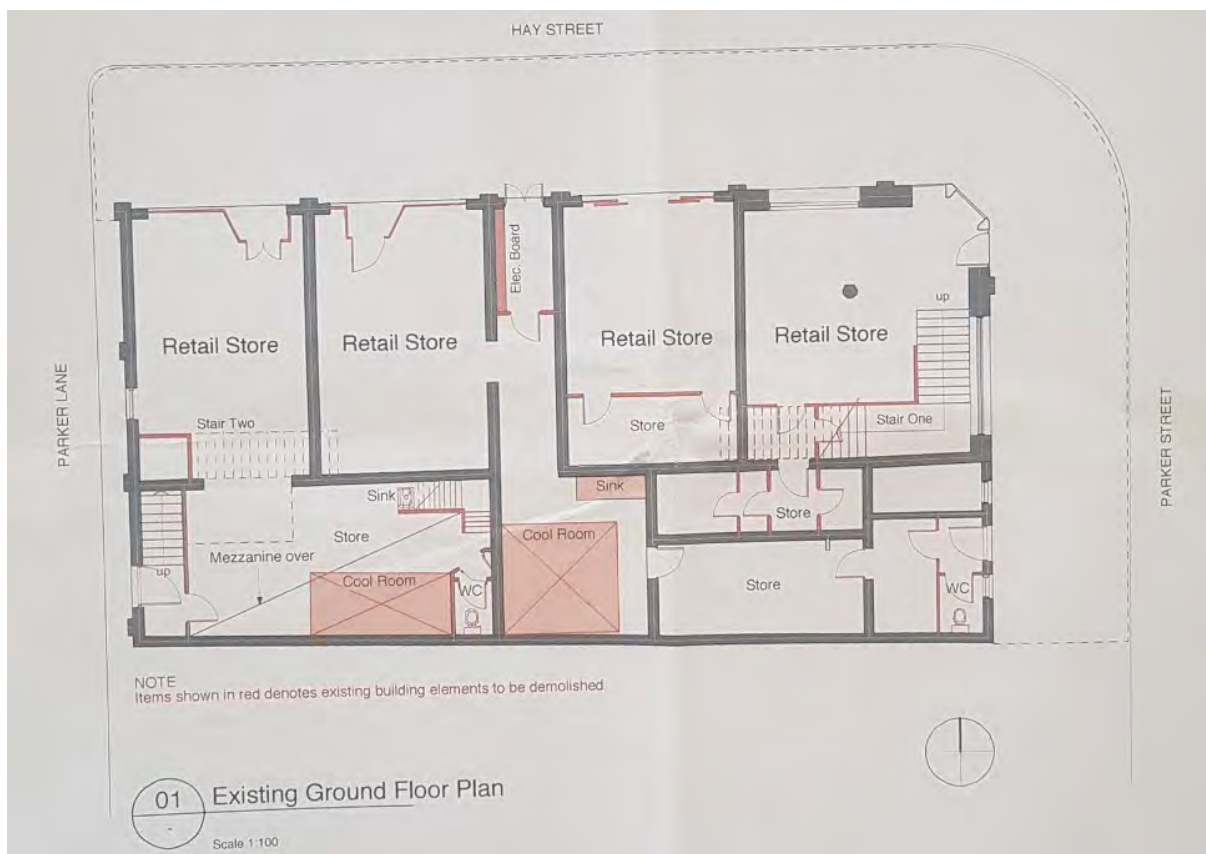 HAY STREET
PARKER LANE
PARKER STREET
Elec. Board
Retail Store
Retail Store
Retail Store
Retail Store
up
Stair Two
Store
Stair One
Sink
Sink
Store
Store
Cool Room
Mezzanine over
up
Cool Room
WC
Store
WC
NOTE
Items shown in red denotes existing building elements to be demolished
01
-
Existing Ground Floor Plan
Scale 1:100